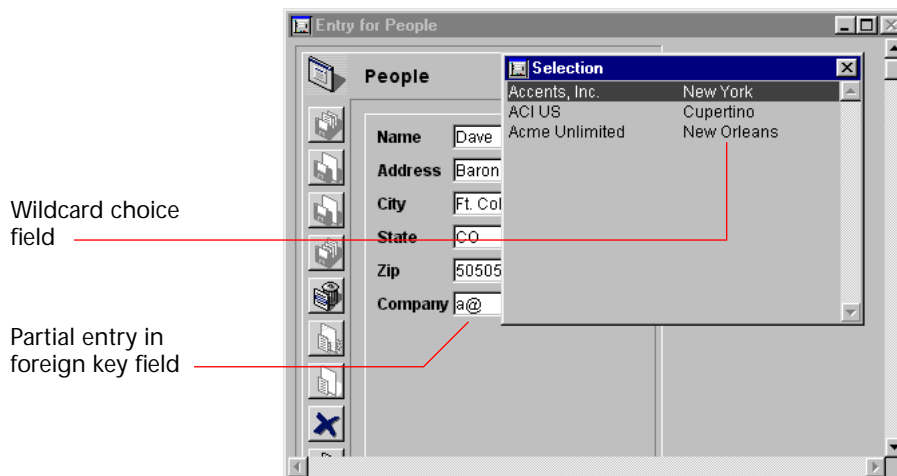 Entry for People
People
Selection
Accents, Inc. New York
ACI US Cupertino
Acme Unlimited New Orleans
Name Dave
Address Baron
City Ft. Col
State CO
Zip 50505
Company a@
Wildcard choice
field
Partial entry in
foreign key field